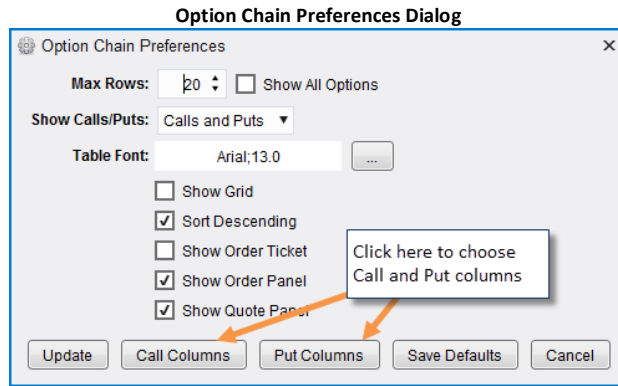 Option Chain Preferences Dialog
Option Chain Preferences
Max Rows: 20 Show All Options
Show Calls/Puts: Calls and Puts
Table Font: Arial;13.0 ...
Show Grid
Sort Descending
Show Order Ticket
Click here to choose
Call and Put columns
Show Order Panel
Show Quote Panel
Update Call Columns Put Columns Save Defaults Cancel